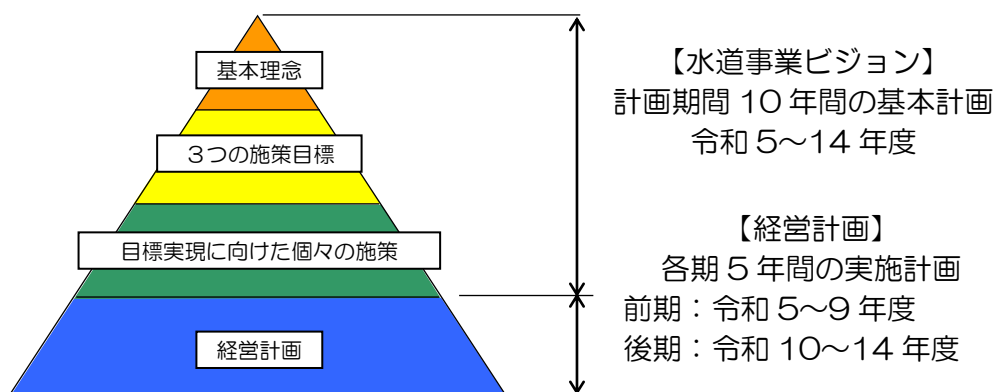 基本理念
3つの施策目標
目標実現に向けた個々の施策
経営計画
【水道事業ビジョン】
計画期間 10 年間の基本計画
令和 5~14 年度
【経営計画】
各期 5 年間の実施計画
前期:令和 5~9 年度
後期:令和 10~14 年度